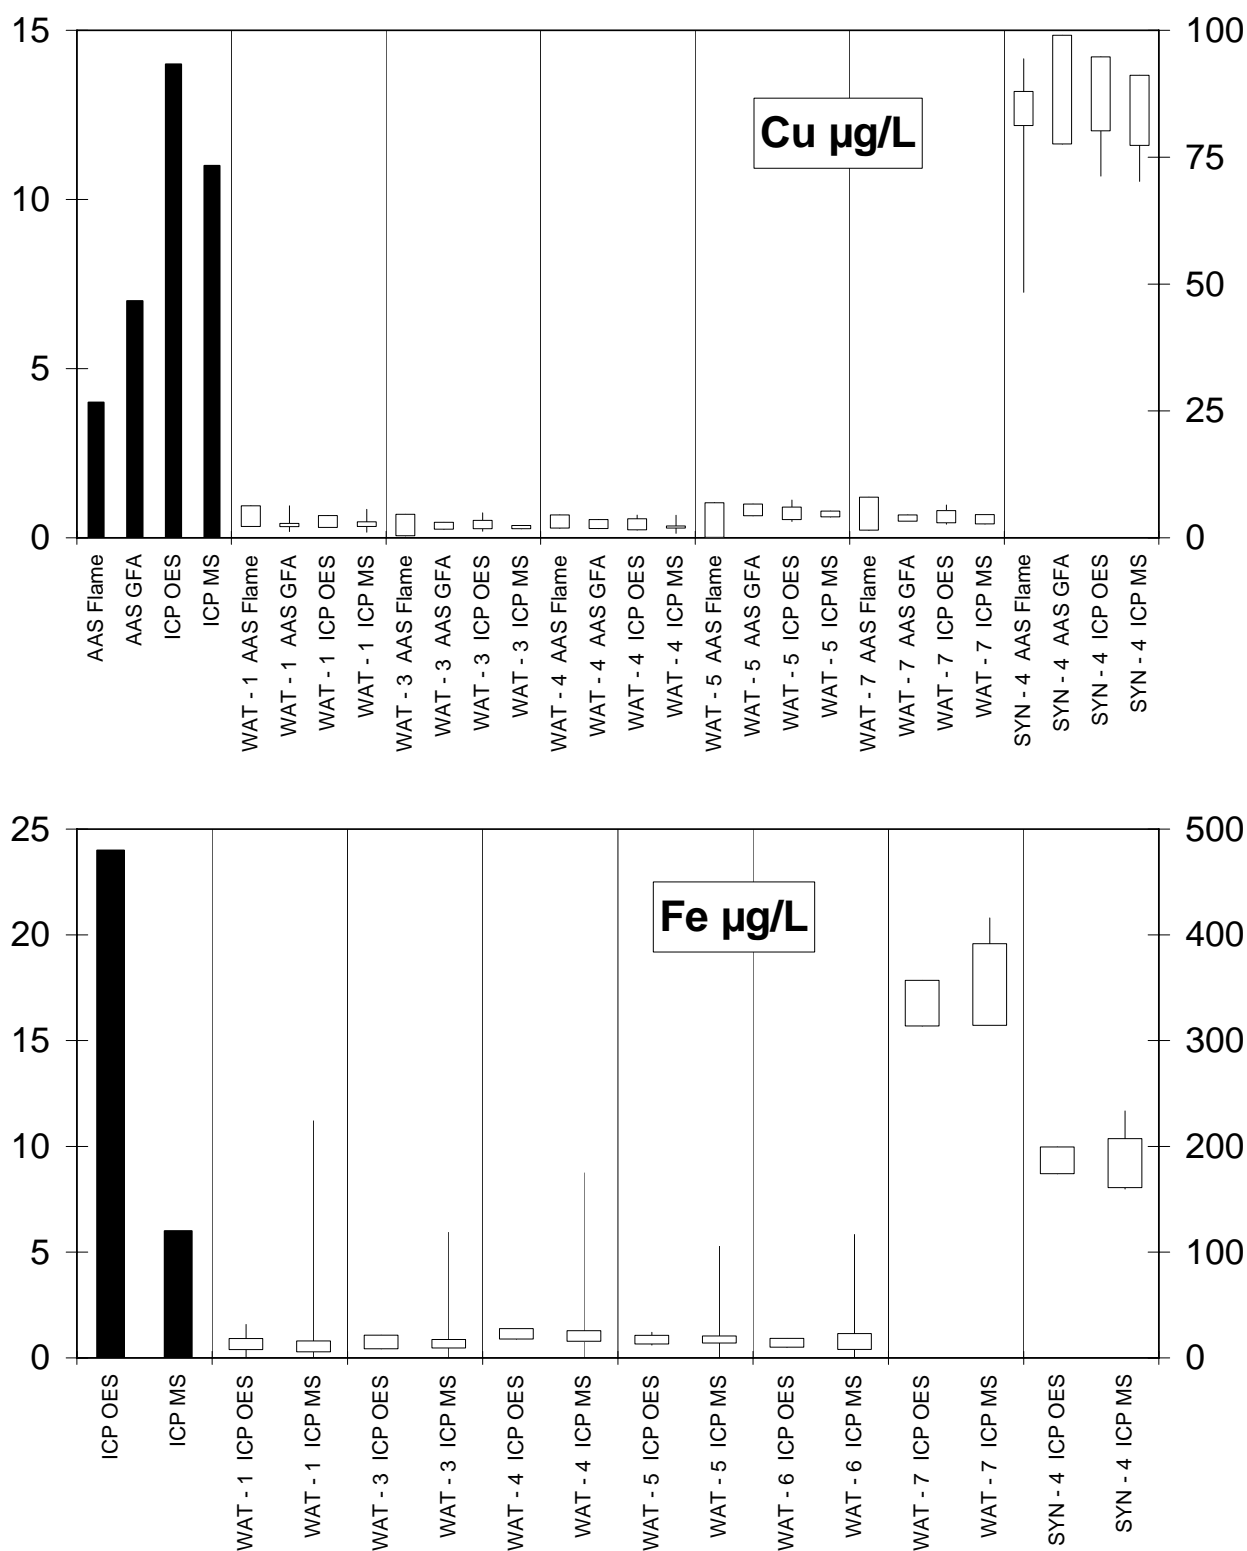 15
10
5
0
100
75
50
25
0
Cu µg/L
AAS Flame
AAS GFA
ICP OES
ICP MS
WAT - 1 AAS Flame
WAT - 1 AAS GFA
WAT - 1 ICP OES
WAT - 1 ICP MS
WAT - 3 AAS Flame
WAT - 3 AAS GFA
WAT - 3 ICP OES
WAT - 3 ICP MS
WAT - 4 AAS Flame
WAT - 4 AAS GFA
WAT - 4 ICP OES
WAT - 4 ICP MS
WAT - 5 AAS Flame
WAT - 5 AAS GFA
WAT - 5 ICP OES
WAT - 5 ICP MS
WAT - 7 AAS Flame
WAT - 7 AAS GFA
WAT - 7 ICP OES
WAT - 7 ICP MS
SYN - 4 AAS Flame
SYN - 4 AAS GFA
SYN - 4 ICP OES
SYN - 4 ICP MS
25
20
15
10
5
0
500
400
300
200
100
0
Fe µg/L
ICP OES
ICP MS
WAT - 1 ICP OES
WAT - 1 ICP MS
WAT - 3 ICP OES
WAT - 3 ICP MS
WAT - 4 ICP OES
WAT - 4 ICP MS
WAT - 5 ICP OES
WAT - 5 ICP MS
WAT - 6 ICP OES
WAT - 6 ICP MS
WAT - 7 ICP OES
WAT - 7 ICP MS
SYN - 4 ICP OES
SYN - 4 ICP MS